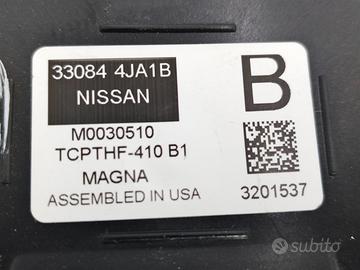 33084 4JA1B
NISSAN
B
M0030510
TCPTHF-410 B1
MAGNA
ASSEMBLED IN USA
3201537
subito